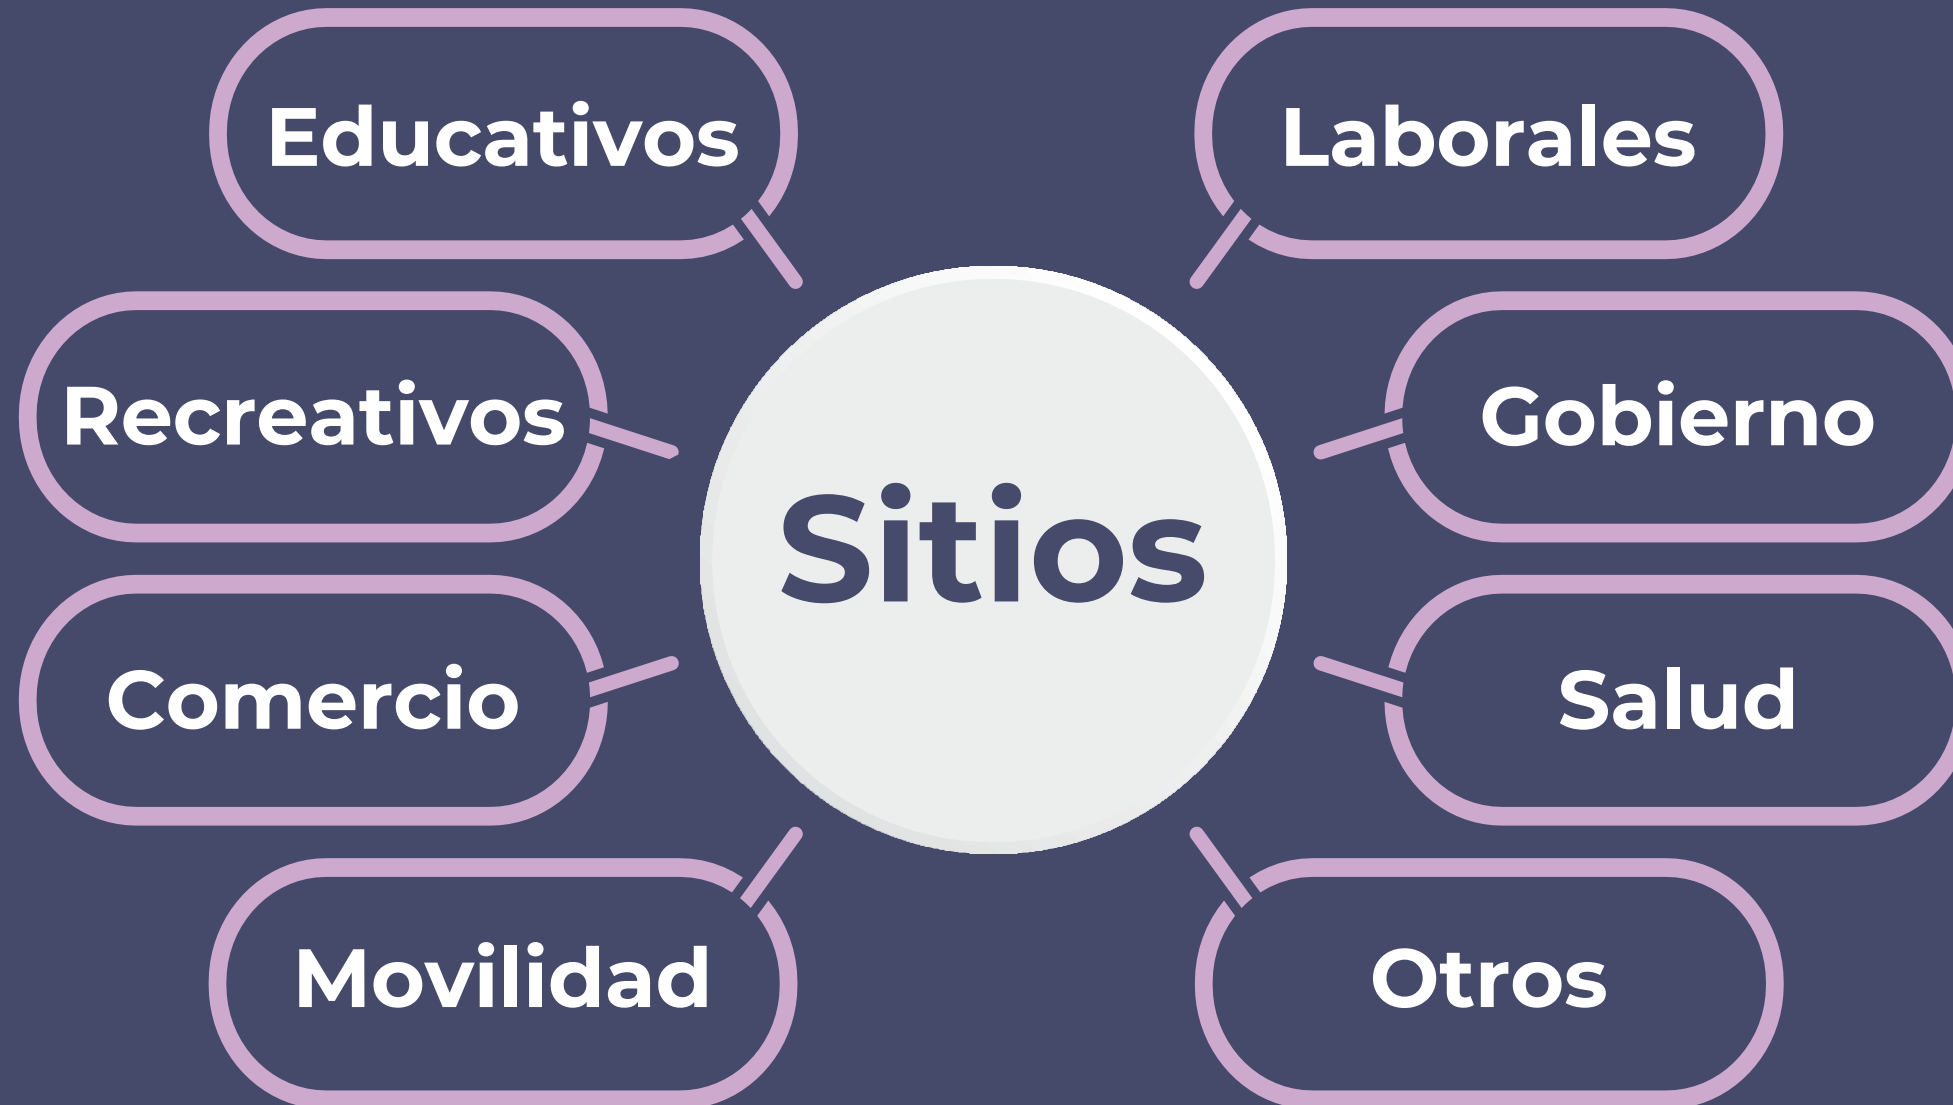 Educativos
Laborales
Recreativos
Gobierno
Sitios
Comercio
Salud
Movilidad
Otros